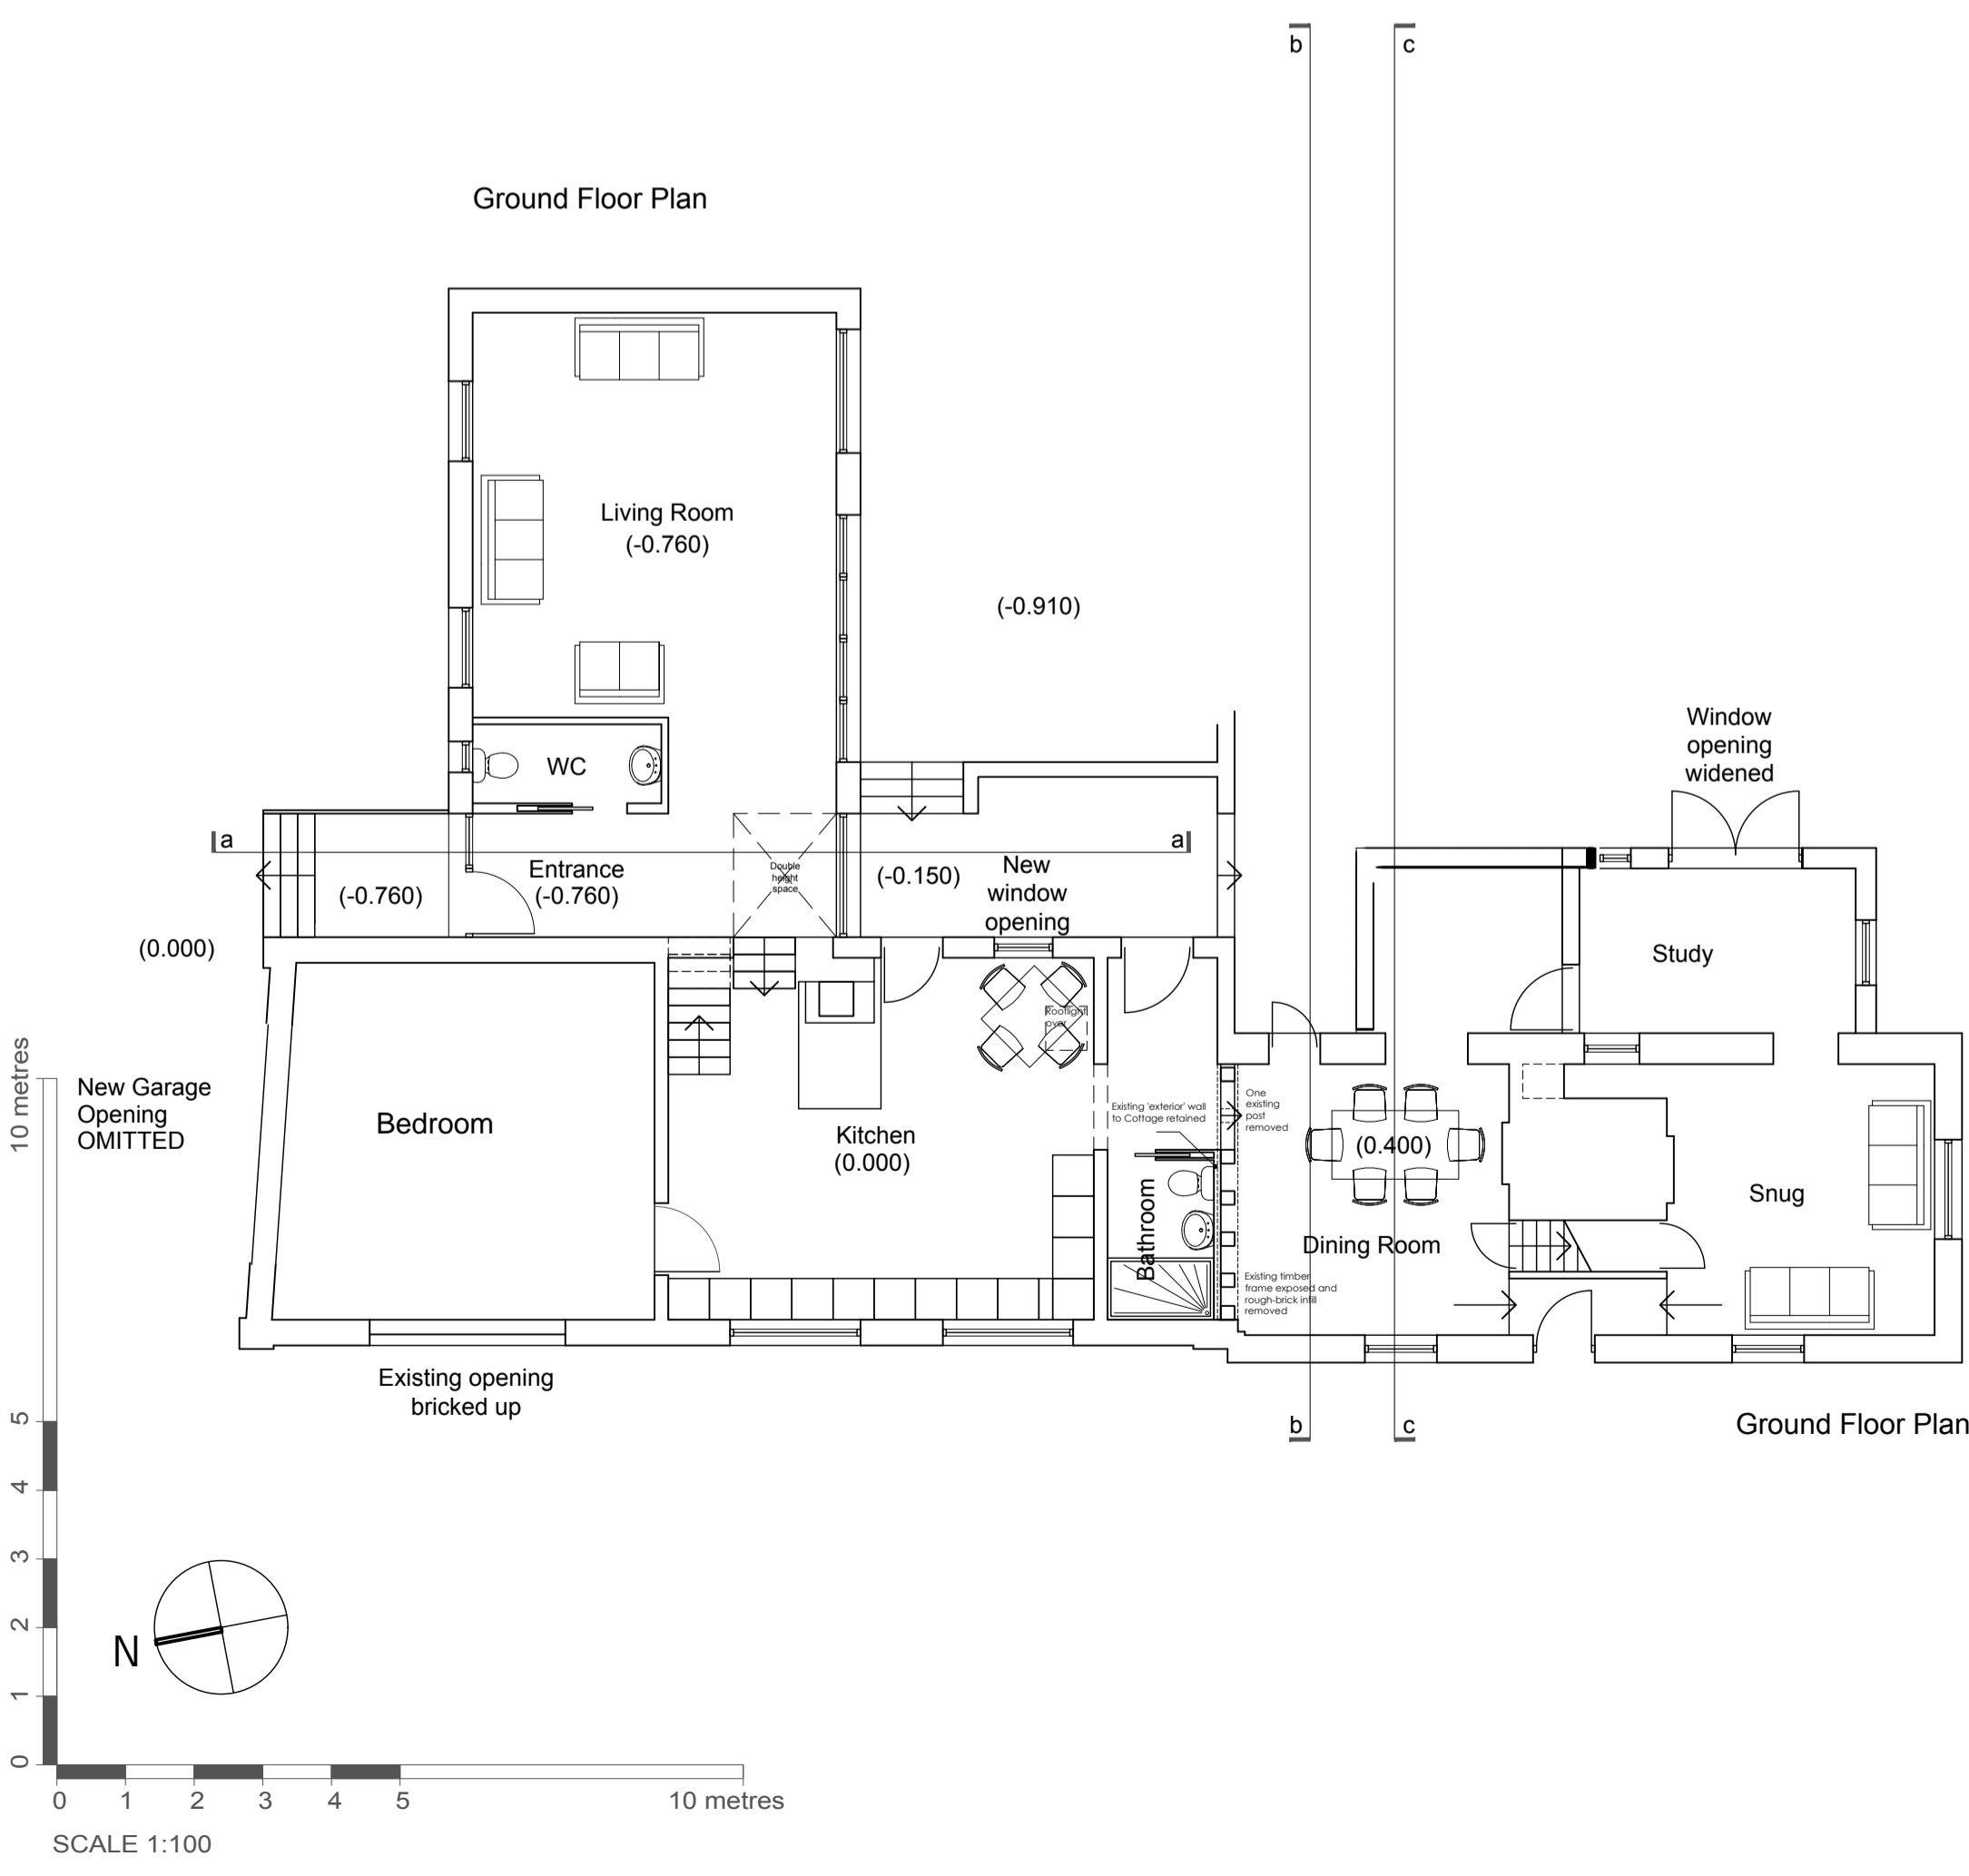 b
c
Ground Floor Plan
Living Room
(-0.760)
(-0.910)
Window
opening
widened
WC
a
a
Entrance
(-0.760)
(-0.760)
Double
height
space
(-0.150)
New
window
opening
(0.000)
Study
Rooflight
over
New Garage
Opening
OMITTED
Bedroom
Kitchen
(0.000)
Existing 'exterior' wall
to Cottage retained
One
existing
post
removed
(0.400)
Bathroom
Snug
Dining Room
Existing timber
frame exposed and
rough-brick infill
removed
Existing opening
bricked up
b
c
Ground Floor Plan
10 metres
5
4
3
2
1
0
N
0 1 2 3 4 5 10 metres
SCALE 1:100